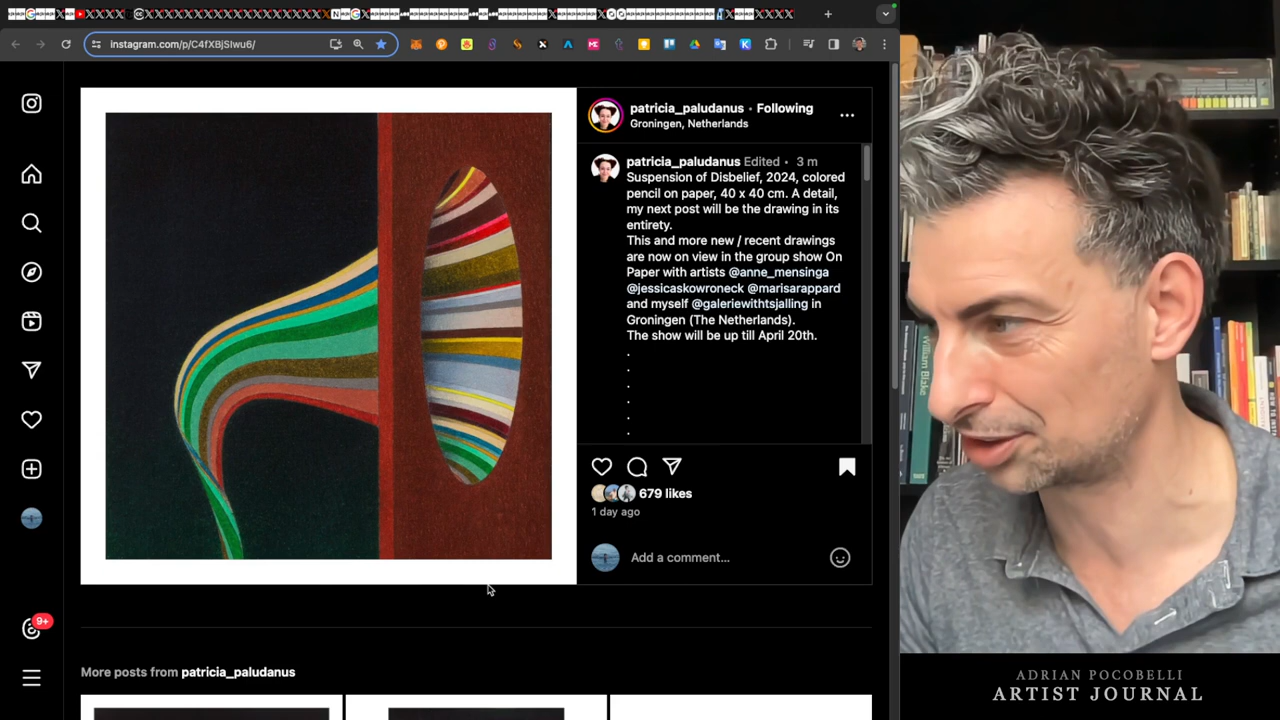 instagram.com/p/C4fXBjSIwu6/
patricia_paludanus • Following
Groningen, Netherlands
patricia_paludanus Edited • 3 m
Suspension of Disbelief, 2024, colored
pencil on paper, 40 x 40 cm. A detail,
my next post will be the drawing in its
entirety.
This and more new / recent drawings
are now on view in the group show On
Paper with artists @anne_mensinga
@jessicaskowroneck @marisarappard
and myself @galeriewithtsjalling in
Groningen (The Netherlands).
The show will be up till April 20th.
.
.
.
.
.
.
679 likes
1 day ago
Add a comment...
9+
More posts from patricia_paludanus
William Blake
ADRIAN POCOBELLI
ARTIST JOURNAL